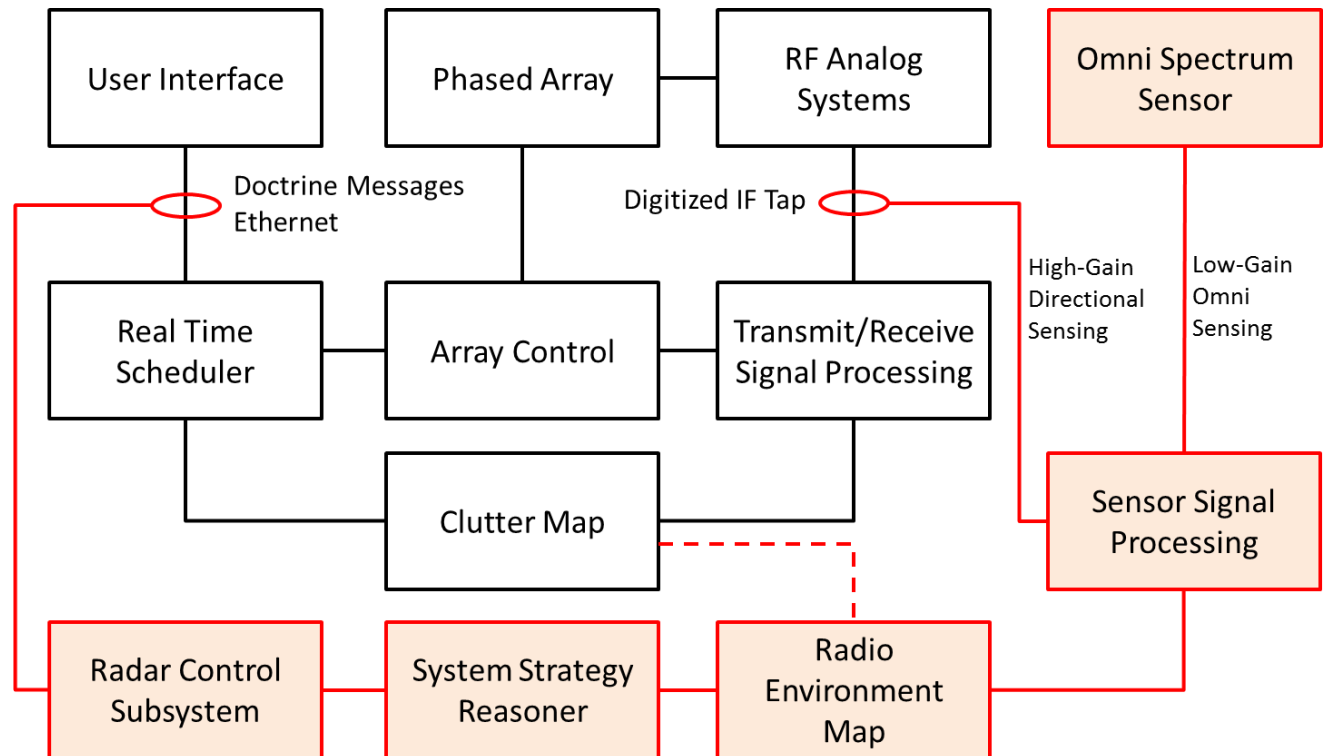 User Interface
Phased Array
RF Analog
Systems
Omni Spectrum
Sensor
Doctrine Messages
Ethernet
Digitized IF Tap
High-Gain
Directional
Sensing
Low-Gain
Omni
Sensing
Real Time
Scheduler
Array Control
Transmit/Receive
Signal Processing
Clutter Map
Sensor Signal
Processing
Radar Control
Subsystem
System Strategy
Reasoner
Radio
Environment
Map